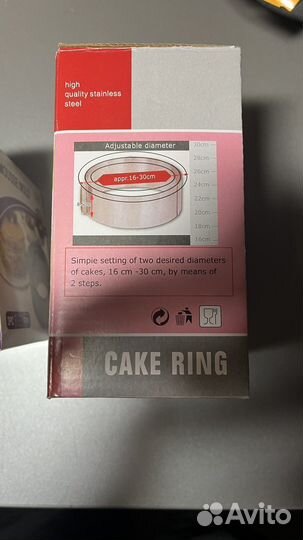 high
quality stainless
steel
Adjustable diameter
30cm
28cm
26cm
24cm
22cm
20cm
18cm
16cm
appr.16-30cm
Simpie setting of two desired diameters
of cakes, 16 cm -30 cm, by means of
2 steps.
CAKE RING
Avito